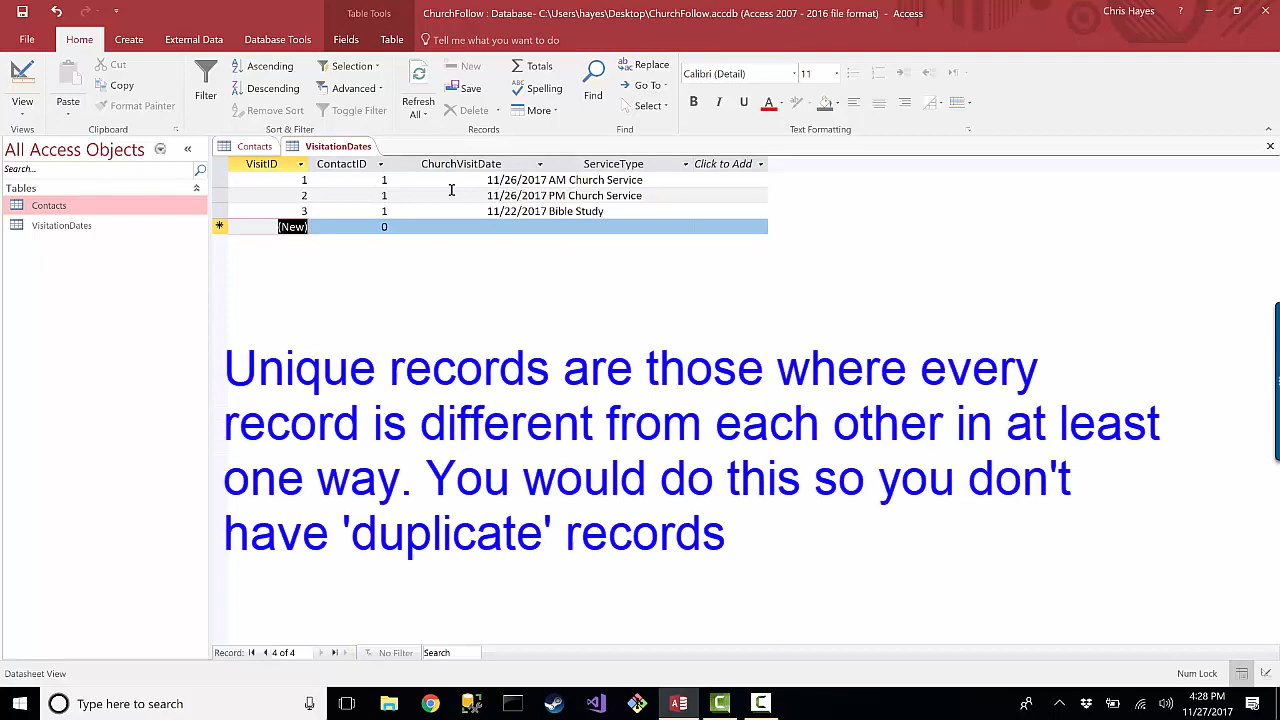 Table Tools
ChurchFollow : Database- C:\Users\hayes\Desktop\ChurchFollow.accdb (Access 2007 - 2016 file format) - Access
Chris Hayes
?
File Home Create External Data Database Tools Fields Table Tell me what you want to do
View
Views
Paste
Cut
Copy
Format Painter
Clipboard
Filter
Ascending
Descending
Remove Sort
Selection
Advanced
Toggle Filter
Sort & Filter
Refresh
All
New
Save
Delete
Totals
Spelling
More
Records
Find
Replace
Go To
Select
Find
Calibri (Detail) 11
B I U A
Text Formatting
All Access Objects
Search...
Tables
Contacts
VisitationDates
Contacts VisitationDates
VisitID ContactID ChurchVisitDate ServiceType Click to Add
1 1 11/26/2017 AM Church Service
2 1 11/26/2017 PM Church Service
3 1 11/22/2017 Bible Study
(New) 0
Unique records are those where every
record is different from each other in at least
one way. You would do this so you don't
have 'duplicate' records
Record: 4 of 4 No Filter Search
Datasheet View
Num Lock
Type here to search
4:28 PM
11/27/2017